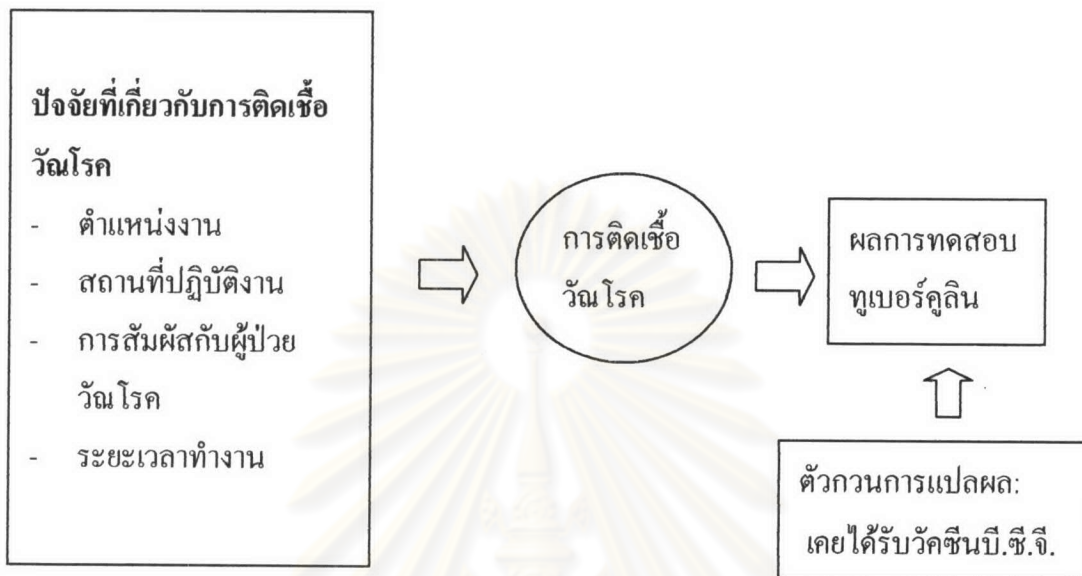 ปัจจัยที่เกี่ยวกับการติดเชื้อ
วัณโรค
- ตำแหน่งงาน
- สถานที่ปฏิบัติงาน
- การสัมผัสกับผู้ป่วย
วัณโรค
- ระยะเวลาทำงาน
การติดเชื้อ
วัณโรค
ผลการทดสอบ
ทูเบอร์คูลิน
ตัวกวนการแปลผล:
เคยได้รับวัคซีนบี.ซี.จี.